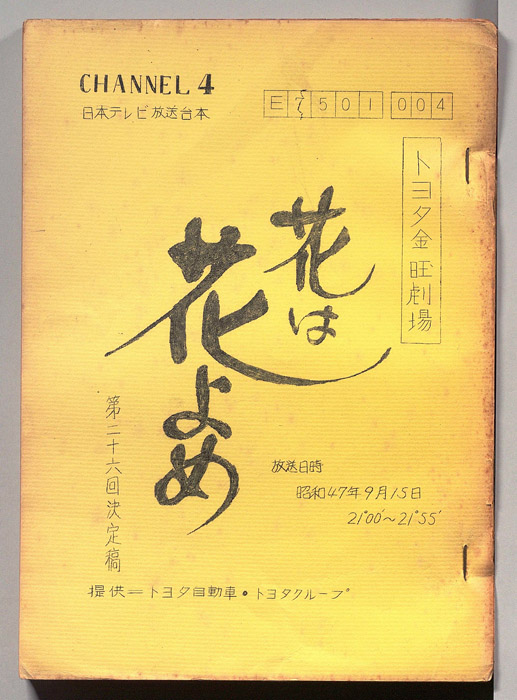 CHANNEL 4
日本テレビ放送台本
E7501 004
トヨタ金曜劇場
花は
花よめ
第二十六回決定稿
放送日時
昭和47年9月15日
21°00'〜21°55'
提供＝トヨタ自動車・トヨタグループ